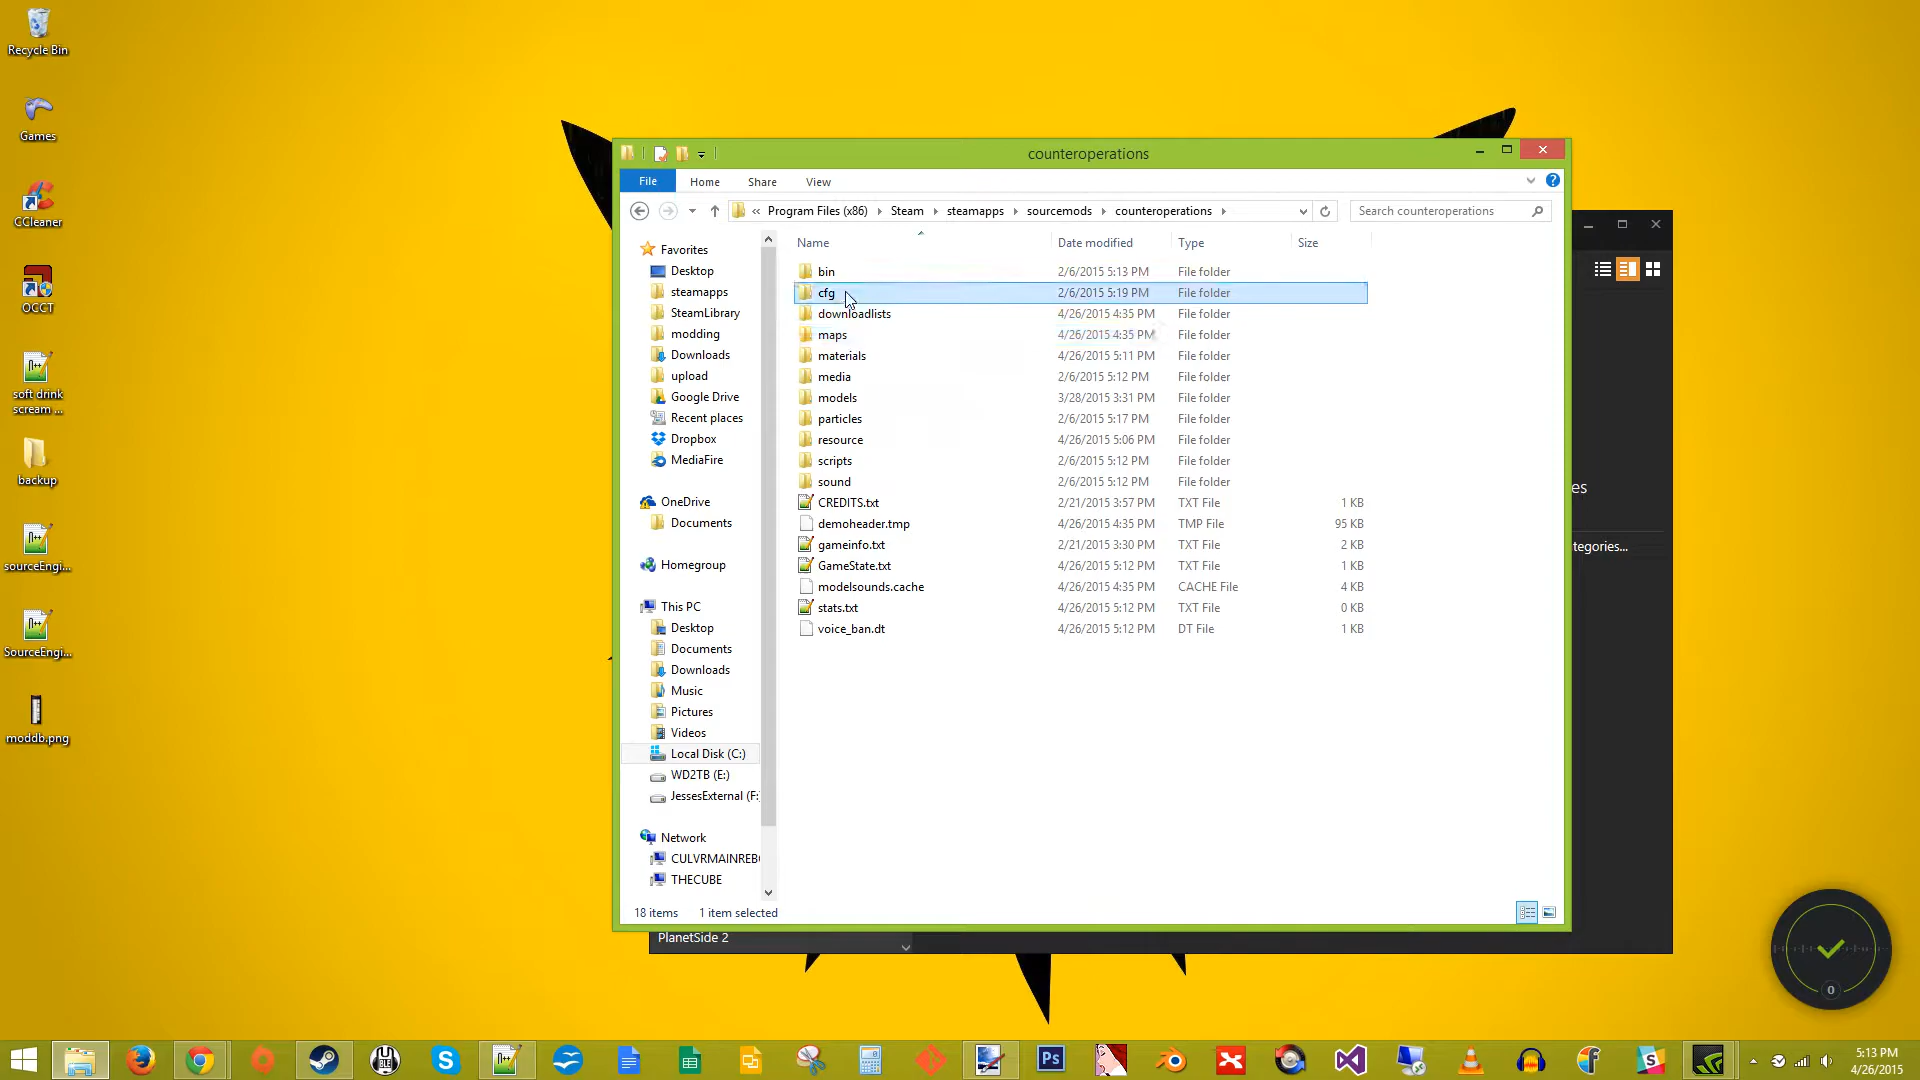 Recycle Bin
Games
CCleaner
OCCT
soft drink
scream ...
backup
sourceEngi...
SourceEngi...
moddb.png
counteroperations
File Home Share View
« Program Files (x86) Steam steamapps sourcemods counteroperations
Search counteroperations
Name Date modified Type Size
Favorites
Desktop
steamapps
SteamLibrary
modding
Downloads
upload
Google Drive
Recent places
Dropbox
MediaFire
OneDrive
Documents
Homegroup
This PC
Desktop
Documents
Downloads
Music
Pictures
Videos
Local Disk (C:)
WD2TB (E:)
JessesExternal (F:
Network
CULVRMAINREBO
THECUBE
bin 2/6/2015 5:13 PM File folder
cfg 2/6/2015 5:19 PM File folder
downloadlists 4/26/2015 4:35 PM File folder
maps 4/26/2015 4:35 PM File folder
materials 4/26/2015 5:11 PM File folder
media 2/6/2015 5:12 PM File folder
models 3/28/2015 3:31 PM File folder
particles 2/6/2015 5:17 PM File folder
resource 4/26/2015 5:06 PM File folder
scripts 2/6/2015 5:12 PM File folder
sound 2/6/2015 5:12 PM File folder
CREDITS.txt 2/21/2015 3:57 PM TXT File 1 KB
demoheader.tmp 4/26/2015 4:35 PM TMP File 95 KB
gameinfo.txt 2/21/2015 3:30 PM TXT File 2 KB
GameState.txt 4/26/2015 5:12 PM TXT File 1 KB
modelsounds.cache 4/26/2015 4:35 PM CACHE File 4 KB
stats.txt 4/26/2015 5:12 PM TXT File 0 KB
voice_ban.dt 4/26/2015 5:12 PM DT File 1 KB
18 items 1 item selected
es
tegories...
PlanetSide 2
0
Ps
5:13 PM
4/26/2015